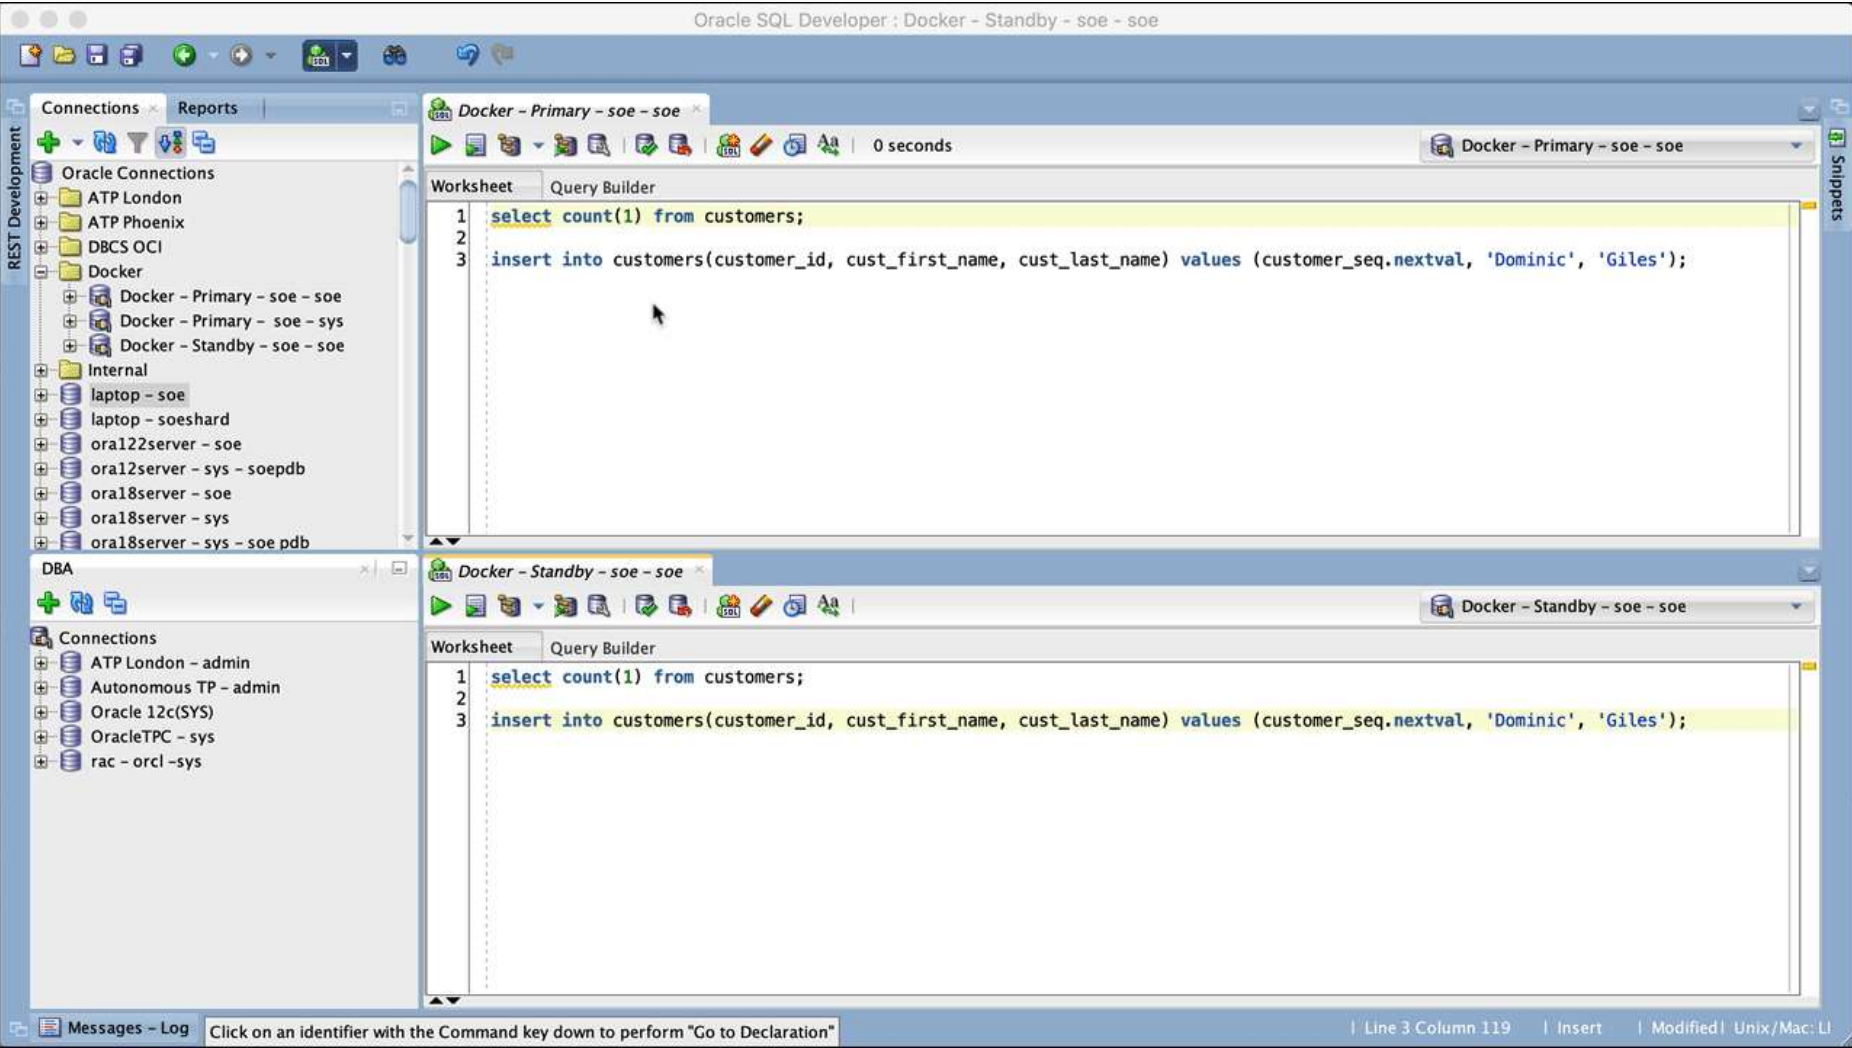 Oracle SQL Developer : Docker - Standby - soe - soe
Connections
Reports
REST Development
Oracle Connections
ATP London
ATP Phoenix
DBCS OCI
Docker
Docker - Primary - soe - soe
Docker - Primary - soe - sys
Docker - Standby - soe - soe
Internal
laptop - soe
laptop - soeshard
ora122server - soe
ora12server - sys - soepdb
ora18server - soe
ora18server - sys
ora18server - sys - soe pdb
DBA
Connections
ATP London - admin
Autonomous TP - admin
Oracle 12c(SYS)
OracleTPC - sys
rac - orcl -sys
Docker - Primary - soe - soe
0 seconds
Docker - Primary - soe - soe
Worksheet
Query Builder
1 select count(1) from customers;
2
3 insert into customers(customer_id, cust_first_name, cust_last_name) values (customer_seq.nextval, 'Dominic', 'Giles');
Snippets
Docker - Standby - soe - soe
Docker - Standby - soe - soe
Worksheet
Query Builder
1 select count(1) from customers;
2
3 insert into customers(customer_id, cust_first_name, cust_last_name) values (customer_seq.nextval, 'Dominic', 'Giles');
Messages - Log
Click on an identifier with the Command key down to perform "Go to Declaration"
| Line 3 Column 119 | Insert | Modified| Unix/Mac: LI